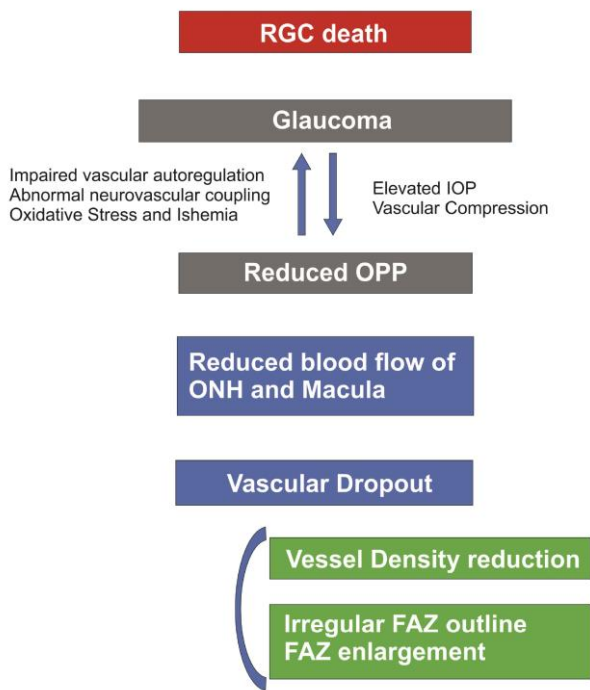 RGC death
Glaucoma
Impaired vascular autoregulation
Abnormal neurovascular coupling
Oxidative Stress and Ishemia
Elevated IOP
Vascular Compression
Reduced OPP
Reduced blood flow of
ONH and Macula
Vascular Dropout
Vessel Density reduction
Irregular FAZ outline
FAZ enlargement